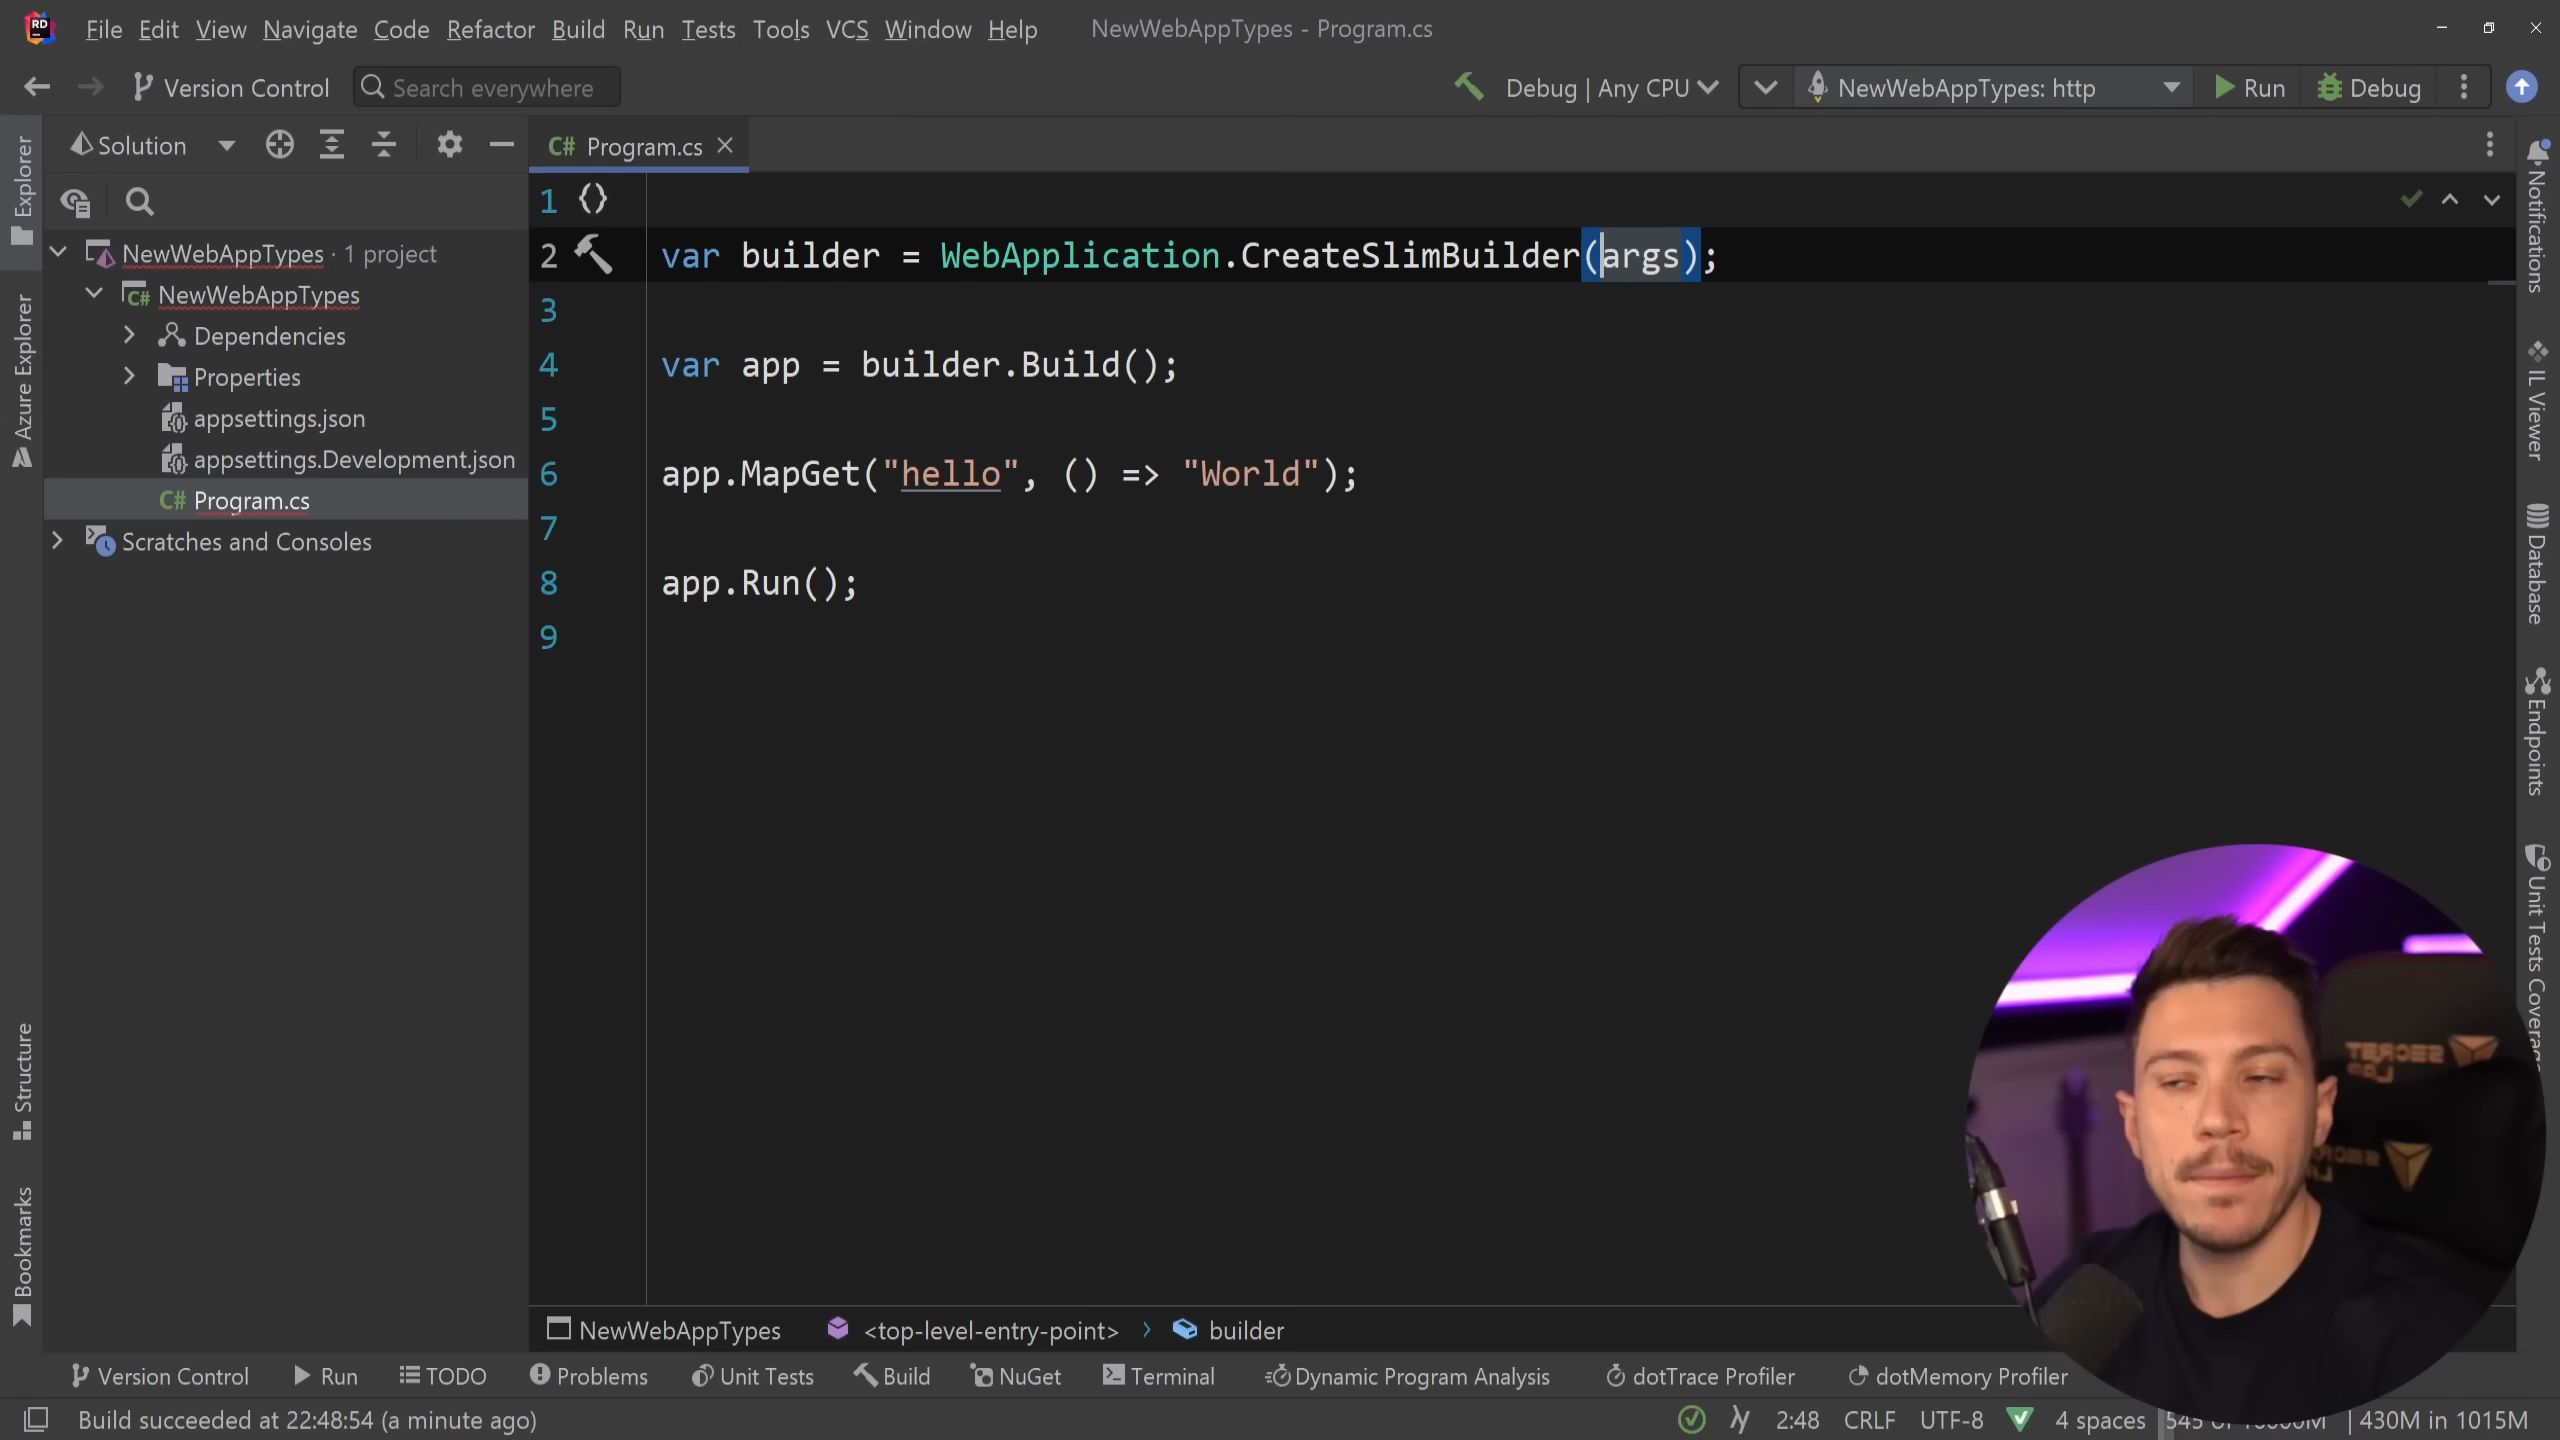 File Edit View Navigate Code Refactor Build Run Tests Tools VCS Window Help NewWebAppTypes - Program.cs
Version Control Search everywhere Debug | Any CPU NewWebAppTypes: http Run Debug
Solution
C# Program.cs
Explorer
Azure Explorer
Structure
Bookmarks
NewWebAppTypes · 1 project
C# NewWebAppTypes
Dependencies
Properties
appsettings.json
appsettings.Development.json
C# Program.cs
Scratches and Consoles
1
2 var builder = WebApplication.CreateSlimBuilder(args);
3
4 var app = builder.Build();
5
6 app.MapGet("hello", () => "World");
7
8 app.Run();
9
Notifications
IL Viewer
Database
Endpoints
Unit Tests Coverage
SECRET LAB
NewWebAppTypes <top-level-entry-point> › builder
Version Control Run TODO Problems Unit Tests Build NuGet Terminal Dynamic Program Analysis dotTrace Profiler dotMemory Profiler
Build succeeded at 22:48:54 (a minute ago) 2:48 CRLF UTF-8 4 spaces 430M in 1015M